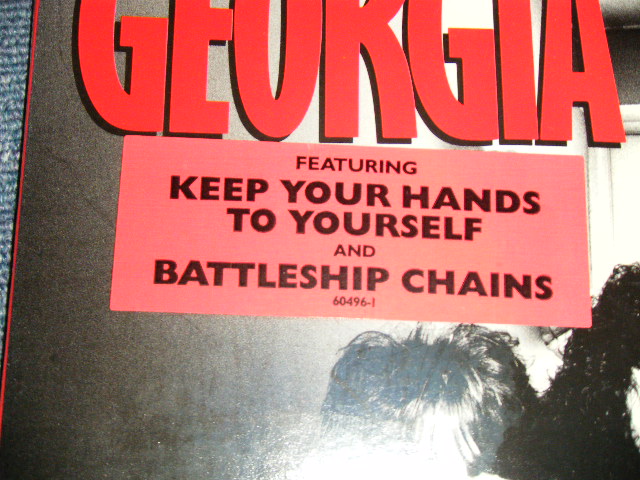 GEORGIA
FEATURING
KEEP YOUR HANDS
TO YOURSELF
AND
BATTLESHIP CHAINS
60496-1